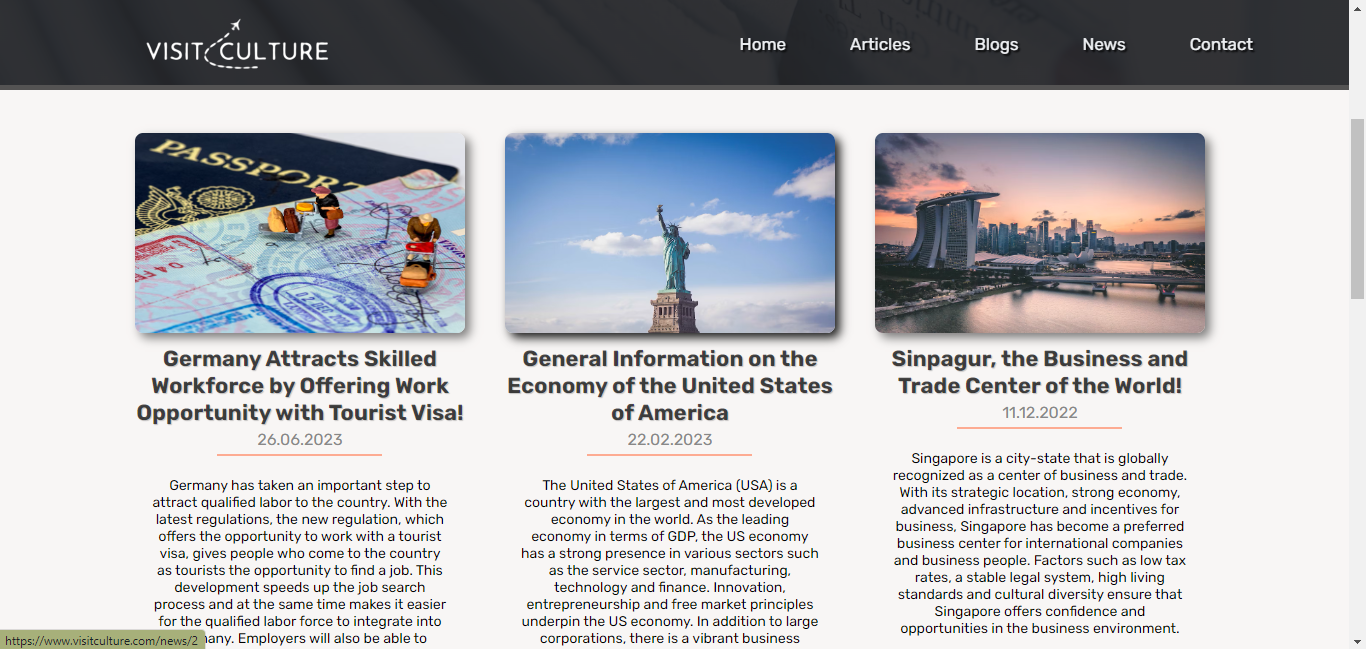 VISIT CULTURE
Home
Articles
Blogs
News
Contact
PASSPORT
Germany Attracts Skilled
Workforce by Offering Work
Opportunity with Tourist Visa!
26.06.2023
Germany has taken an important step to
attract qualified labor to the country. With the
latest regulations, the new regulation, which
offers the opportunity to work with a tourist
visa, gives people who come to the country
as tourists the opportunity to find a job. This
development speeds up the job search
process and at the same time makes it easier
for the qualified labor force to integrate into
many. Employers will also be able to
General Information on the
Economy of the United States
of America
22.02.2023
The United States of America (USA) is a
country with the largest and most developed
economy in the world. As the leading
economy in terms of GDP, the US economy
has a strong presence in various sectors such
as the service sector, manufacturing,
technology and finance. Innovation,
entrepreneurship and free market principles
underpin the US economy. In addition to large
corporations, there is a vibrant business
Sinpagur, the Business and
Trade Center of the World!
11.12.2022
Singapore is a city-state that is globally
recognized as a center of business and trade.
With its strategic location, strong economy,
advanced infrastructure and incentives for
business, Singapore has become a preferred
business center for international companies
and business people. Factors such as low tax
rates, a stable legal system, high living
standards and cultural diversity ensure that
Singapore offers confidence and
opportunities in the business environment.
https://www.visitculture.com/news/2